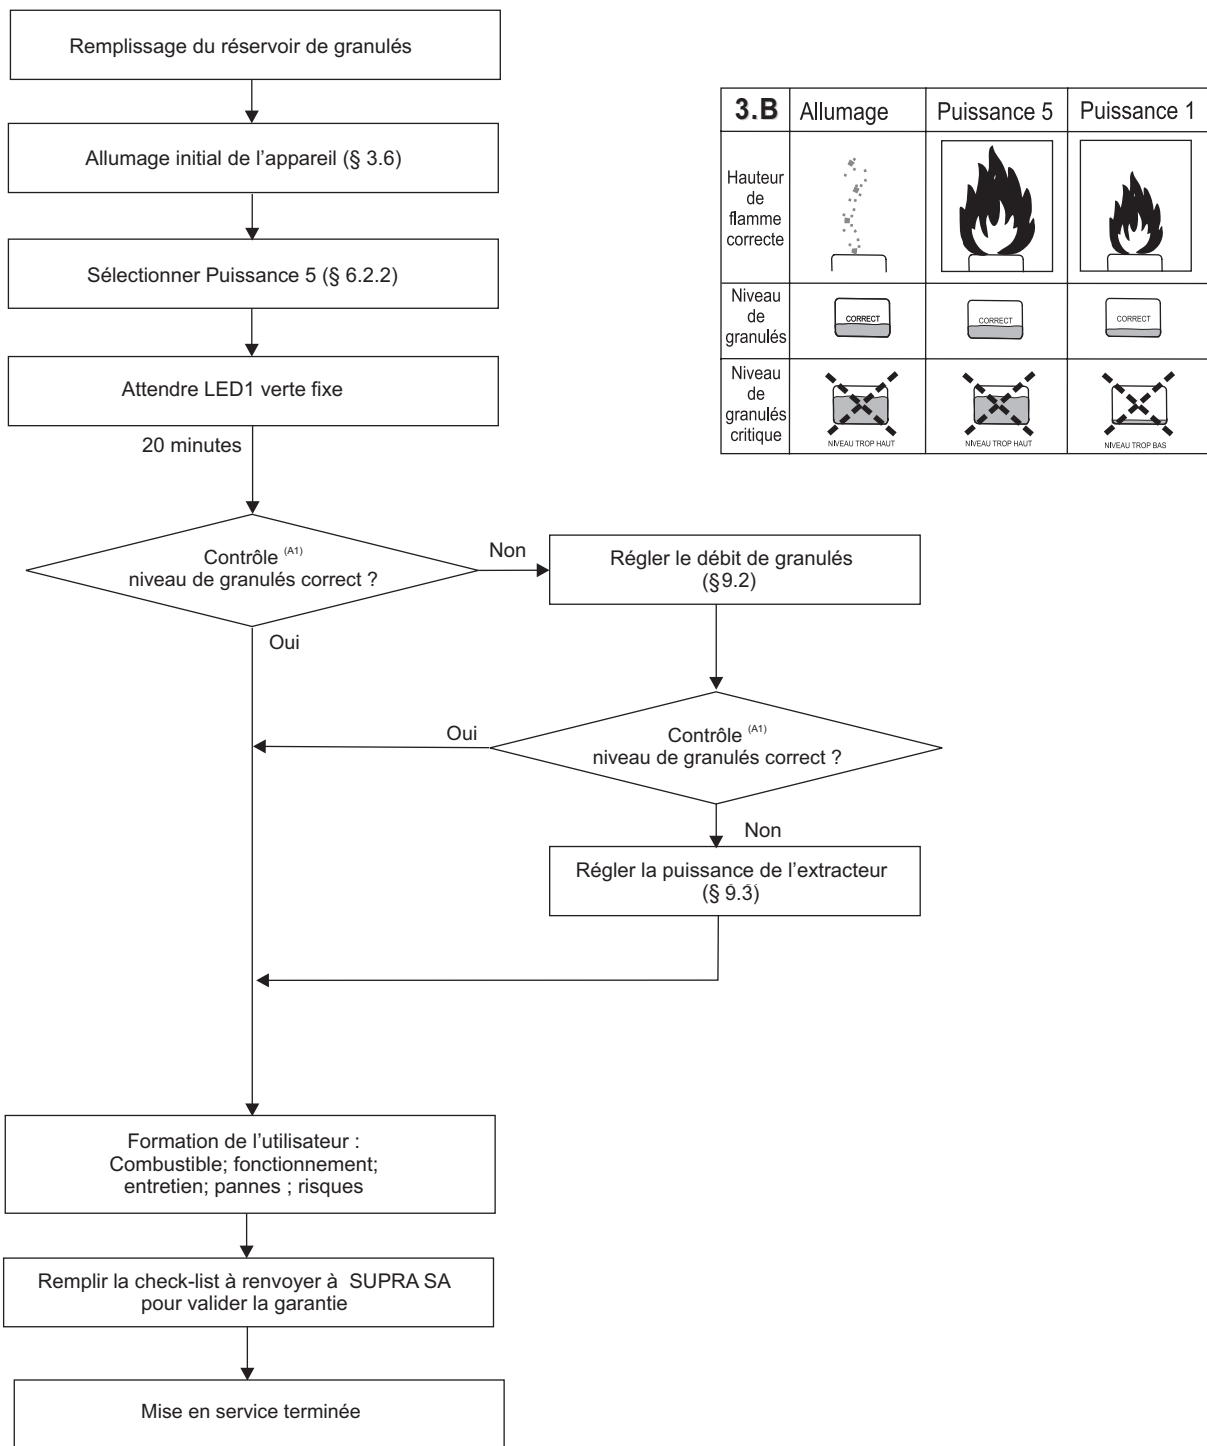 Remplissage du réservoir de granulés
Allumage initial de l'appareil (§ 3.6)
Sélectionner Puissance 5 (§ 6.2.2)
Attendre LED1 verte fixe
20 minutes
Contrôle (A1)
niveau de granulés correct ?
Non
Oui
Régler le débit de granulés
(§9.2)
Contrôle (A1)
niveau de granulés correct ?
Oui
Non
Régler la puissance de l'extracteur
(§ 9.3)
Formation de l'utilisateur :
Combustible; fonctionnement;
entretien; pannes ; risques
Remplir la check-list à renvoyer à SUPRA SA
pour valider la garantie
Mise en service terminée
3.B Allumage Puissance 5 Puissance 1
Hauteur
de
flamme
correcte
Niveau
de
granulés
CORRECT CORRECT CORRECT
Niveau
de
granulés
critique
NIVEAU TROP HAUT NIVEAU TROP HAUT NIVEAU TROP BAS